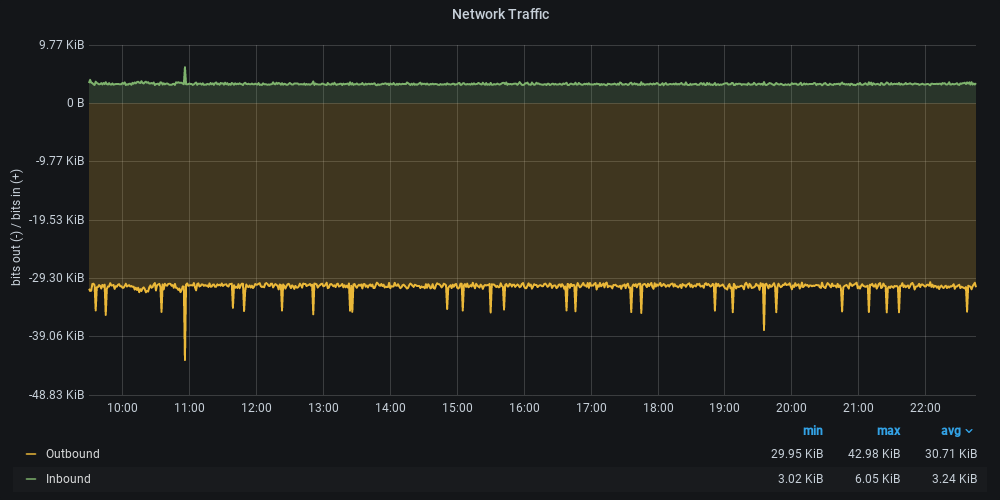 Network Traffic
bits out (-) / bits in (+)
9.77 KiB
0 B
-9.77 KiB
-19.53 KiB
-29.30 KiB
-39.06 KiB
-48.83 KiB
10:00 11:00 12:00 13:00 14:00 15:00 16:00 17:00 18:00 19:00 20:00 21:00 22:00
min max avg
Outbound 29.95 KiB 42.98 KiB 30.71 KiB
Inbound 3.02 KiB 6.05 KiB 3.24 KiB